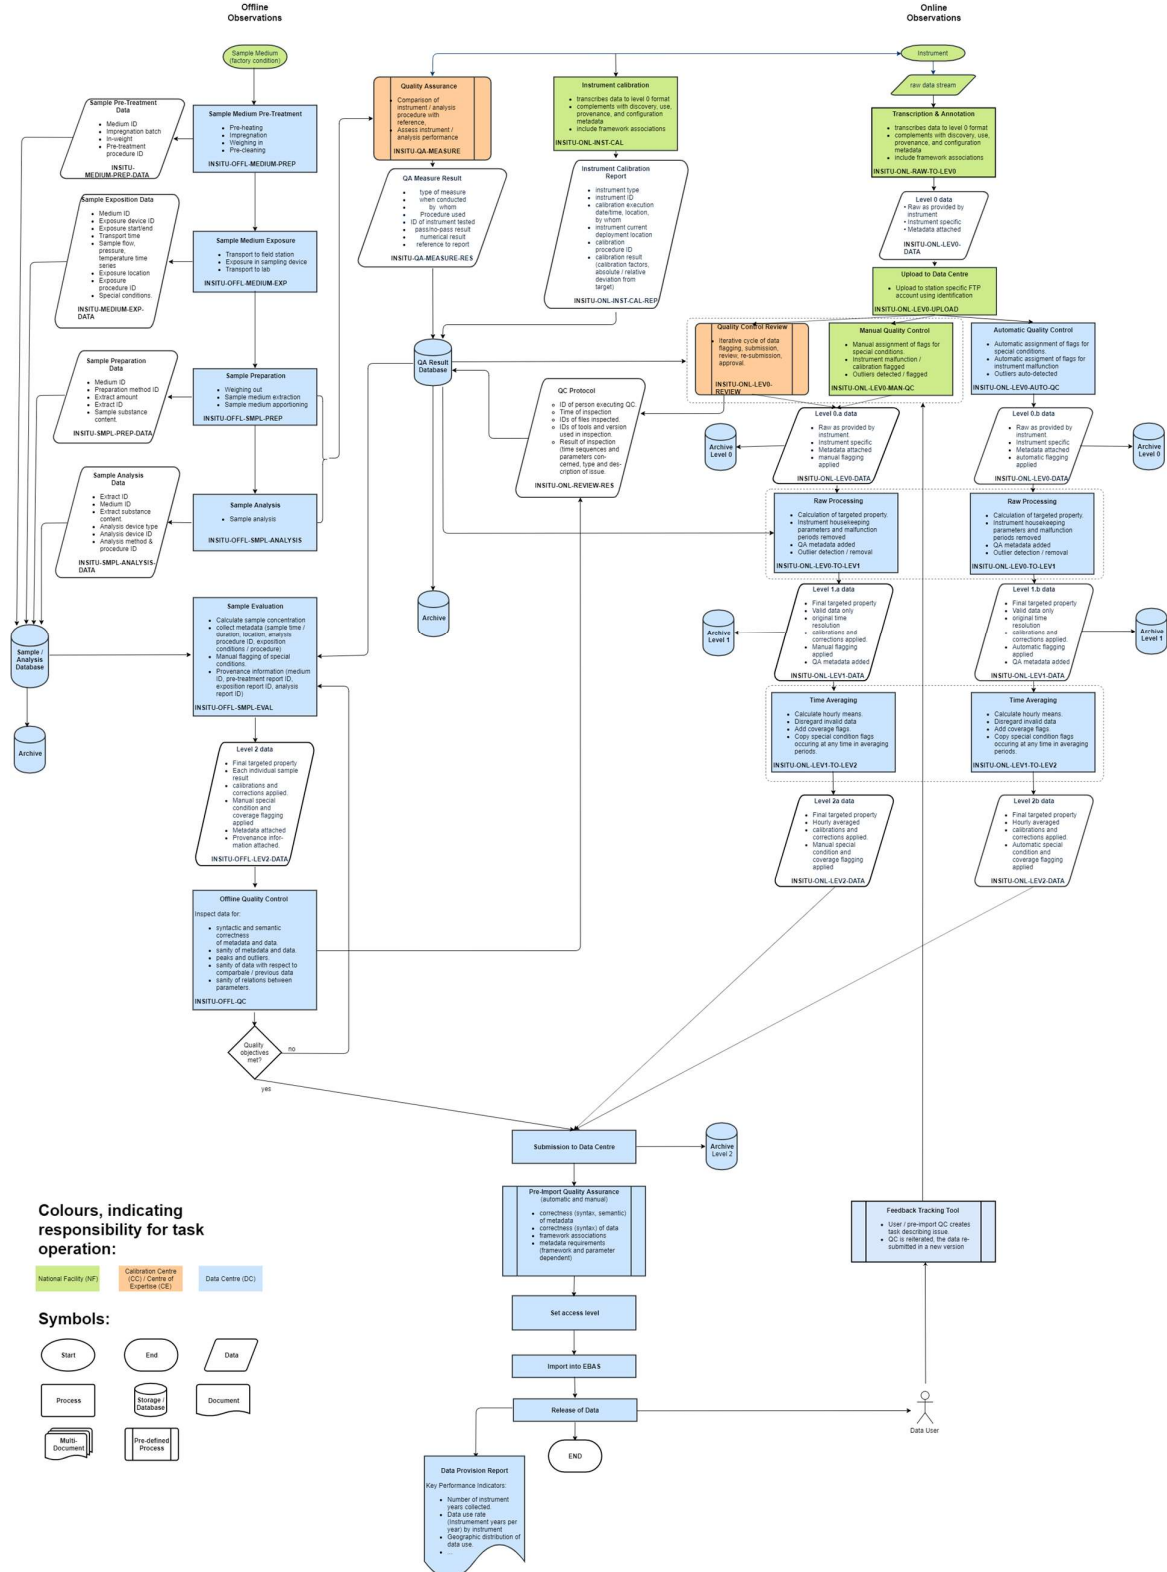 Offline
Observations
Online
Observations
Sample Medium
(factory condition)
Instrument
raw data stream
Sample Pre-Treatment
Data
• Medium ID
• Impregnation batch
• In-weight
• Pre-treatment
procedure ID
INSITU-
MEDIUM-PREP-DATA
Sample Medium Pre-Treatment
• Pre-heating
• Impregnation
• Weighing in
• Pre-cleaning
INSITU-OFFL-MEDIUM-PREP
Quality Assurance
• Comparison of
instrument / analysis
procedure with
reference,
• Assess instrument /
analysis performance
INSITU-QA-MEASURE
Instrument calibration
• transcribes data to level 0 format
• complements with discovery, use,
provenance, and configuration
metadata
• include framework associations
INSITU-ONL-INST-CAL
Transcription & Annotation
• transcribes data to level 0 format
• complements with discovery, use,
provenance, and configuration
metadata
• include framework associations
INSITU-ONL-RAW-TO-LEV0
Sample Exposition Data
• Medium ID
• Exposure device ID
• Exposure start/end
• Transport time
• Sample flow,
pressure,
temperature time
series
• Exposure location
• Exposure
procedure ID
• Special conditions.
INSITU-MEDIUM-EXP-
DATA
Sample Medium Exposure
• Transport to field station
• Exposure in sampling device
• Transport to lab
INSITU-OFFL-MEDIUM-EXP
QA Measure Result
• type of measure
• when conducted
• by whom
• Procedure used
• ID of instrument tested
• pass/no-pass result
• numerical result
• reference to report
INSITU-QA-MEASURE-RES
Instrument Calibration
Report
• instrument type
• instrument ID
• calibration execution
date/time, location,
by whom
• instrument current
deployment location
• calibration
procedure ID
• calibration result
(calibration factors,
absolute / relative
deviation from
target)
INSITU-ONL-INST-CAL-REP
Level 0 data
• Raw as provided by
instrument
• Instrument specific
• Metadata attached
INSITU-ONL-LEV0-
DATA
Upload to Data Centre
• Upload to station specific FTP
account using identification
INSITU-ONL-LEV0-UPLOAD
Quality Control Review
• Iterative cycle of data
flagging, submission,
review, re-submission,
approval.
INSITU-ONL-LEV0-
REVIEW
Manual Quality Control
• Manual assignment of flags for
special conditions.
• Instrument malfunction /
calibration flagged
• Outliers detected / flagged
INSITU-ONL-LEV0-MAN-QC
Automatic Quality Control
• Automatic assignment of flags for
special conditions.
• Automatic assigment of flags for
instrument malfunction
• Outliers auto-detected
INSITU-ONL-LEV0-AUTO-QC
QA Result
Database
Sample Preparation
Data
• Medium ID
• Preparation method ID
• Extract amount
• Extract ID
• Sample substance
content.
INSITU-SMPL-PREP-DATA
Sample Preparation
• Weighing out
• Sample medium extraction
• Sample medium apportioning
INSITU-OFFL-SMPL-PREP
QC Protocol
• ID of person executing QC.
• Time of inspection
• IDs of files inspected.
• IDs of tools and version
used in inspection.
• Result of inspection
(time sequences and
parameters con-
cerned, type and des-
cription of issue.
INSITU-ONL-REVIEW-RES
Archive
Level 0
Level 0.a data
• Raw as provided by
instrument
• Instrument specific
• Metadata attached
• manual flagging
applied
INSITU-ONL-LEV0-DATA
Level 0.b data
• Raw as provided by
instrument
• Instrument specific
• Metadata attached
• automatic flagging
applied
INSITU-ONL-LEV0-DATA
Archive
Level 0
Sample Analysis
Data
• Extract ID
• Medium ID
• Extract substance
content.
• Analysis device type
• Analysis device ID
• Analysis method &
procedure ID
INSITU-SMPL-ANALYSIS-
DATA
Sample Analysis
• Sample analysis
INSITU-OFFL-SMPL-ANALYSIS
Raw Processing
• Calculation of targeted property.
• Instrument housekeeping
parameters and malfunction
periods removed
• QA metadata added
• Outlier detection / removal
INSITU-ONL-LEV0-TO-LEV1
Raw Processing
• Calculation of targeted property.
• Instrument housekeeping
parameters and malfunction
periods removed
• QA metadata added
• Outlier detection / removal
INSITU-ONL-LEV0-TO-LEV1
Archive
Sample /
Analysis
Database
Sample Evaluation
• Calculate sample concentration
• collect metadata (sample time /
duration, location, analysis
procedure ID, exposition
conditions / procedure)
• Manual flagging of special
conditions.
• Provenance information (medium
ID, pre-treatment report ID,
exposition report ID, analysis
report ID)
INSITU-OFFL-SMPL-EVAL
Archive
Level 1
Level 1.a data
• Final targeted property
• Valid data only
• original time
resolution
• calibrations and
corrections applied.
• Manual flagging
applied
• QA metadata added
INSITU-ONL-LEV1-DATA
Level 1.b data
• Final targeted property
• Valid data only
• original time
resolution
• calibrations and
corrections applied.
• Automatic flagging
applied
• QA metadata added
INSITU-ONL-LEV1-DATA
Archive
Level 1
Archive
Time Averaging
• Calculate hourly means.
• Disregard invalid data
• Add coverage flags.
• Copy special condition flags
occuring at any time in averaging
periods.
INSITU-ONL-LEV1-TO-LEV2
Time Averaging
• Calculate hourly means.
• Disregard invalid data
• Add coverage flags.
• Copy special condition flags
occuring at any time in averaging
periods.
INSITU-ONL-LEV1-TO-LEV2
Level 2 data
• Final targeted property
• Each individual sample
result
• calibrations and
corrections applied.
• Manual special
condition and
coverage flagging
applied
• Metadata attached
• Provenance infor-
mation attached.
INSITU-OFFL-LEV2-DATA
Level 2a data
• Final targeted property
• Hourly averaged
• calibrations and
corrections applied.
• Manual special
condition and
coverage flagging
applied
INSITU-ONL-LEV2-DATA
Level 2b data
• Final targeted property
• Hourly averaged
• calibrations and
corrections applied.
• Automatic special
condition and
coverage flagging applied
INSITU-ONL-LEV2-DATA
Offline Quality Control
Inspect data for:
• syntactic and semantic
correctness
of metadata and data.
• sanity of metadata and data.
• peaks and outliers.
• sanity of data with respect to
comparbale / previous data
• sanity of relations between
parameters.
INSITU-OFFL-QC
Quality
objectives
met?
no
yes
Submission to Data Centre
Archive
Level 2
Pre-Import Quality Assurance
(automatic and manual)
• correctness (syntax, semantic)
of metadata
• correctness (syntax) of data
• framework associations
• metadata requirements
(framework and parameter
dependent)
Feedback Tracking Tool
• User / pre-import QC creates
task describing issue.
• QC is reiterated, the data re-
submitted in a new version
Set access level
Import into EBAS
Release of Data
Data User
END
Data Provision Report
Key Performance Indicators:
• Number of instrument
years collected.
• Data use rate
(Instrumement years per
year) by instrument
• Geographic distribution of
data use.
• ...
Colours, indicating
responsibility for task
operation:
National Facility (NF)
Calibration Centre
(CC) / Centre of
Expertise (CE)
Data Centre (DC)
Symbols:
Start
End
Data
Process
Storage /
Database
Document
Multi-
Document
Pre-defined
Process